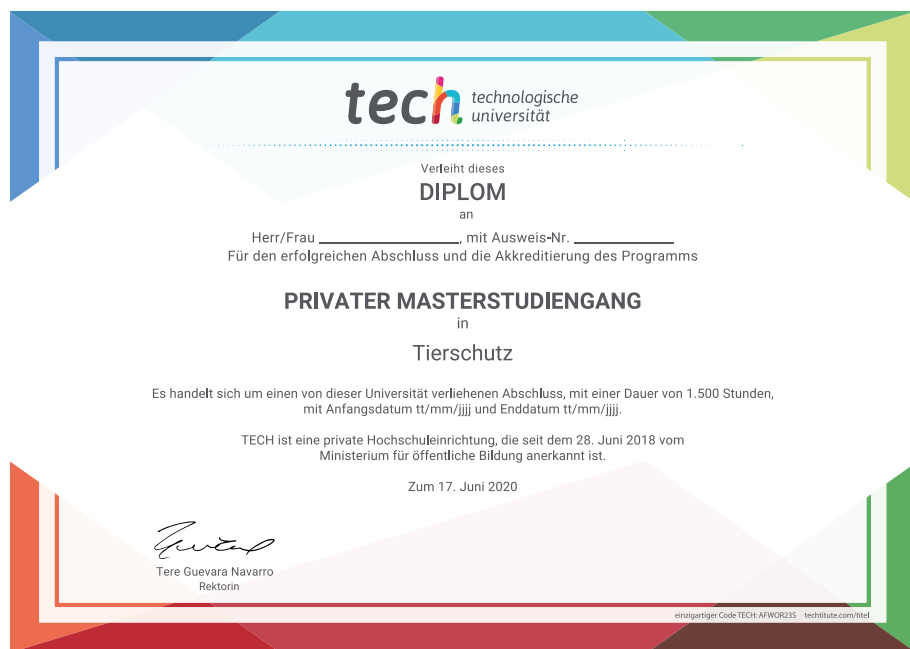 tech technologische
universität
Verleiht dieses
DIPLOM
an
Herr/Frau ____________________, mit Ausweis-Nr. ______________
Für den erfolgreichen Abschluss und die Akkreditierung des Programms
PRIVATER MASTERSTUDIENGANG
in
Tierschutz
Es handelt sich um einen von dieser Universität verliehenen Abschluss, mit einer Dauer von 1.500 Stunden,
mit Anfangsdatum tt/mm/jjjj und Enddatum tt/mm/jjjj.
TECH ist eine private Hochschuleinrichtung, die seit dem 28. Juni 2018 vom
Ministerium für öffentliche Bildung anerkannt ist.
Zum 17. Juni 2020
Tere Guevara Navarro
Rektorin
einzigartiger Code TECH: AFWOR23S techtitute.com/titel